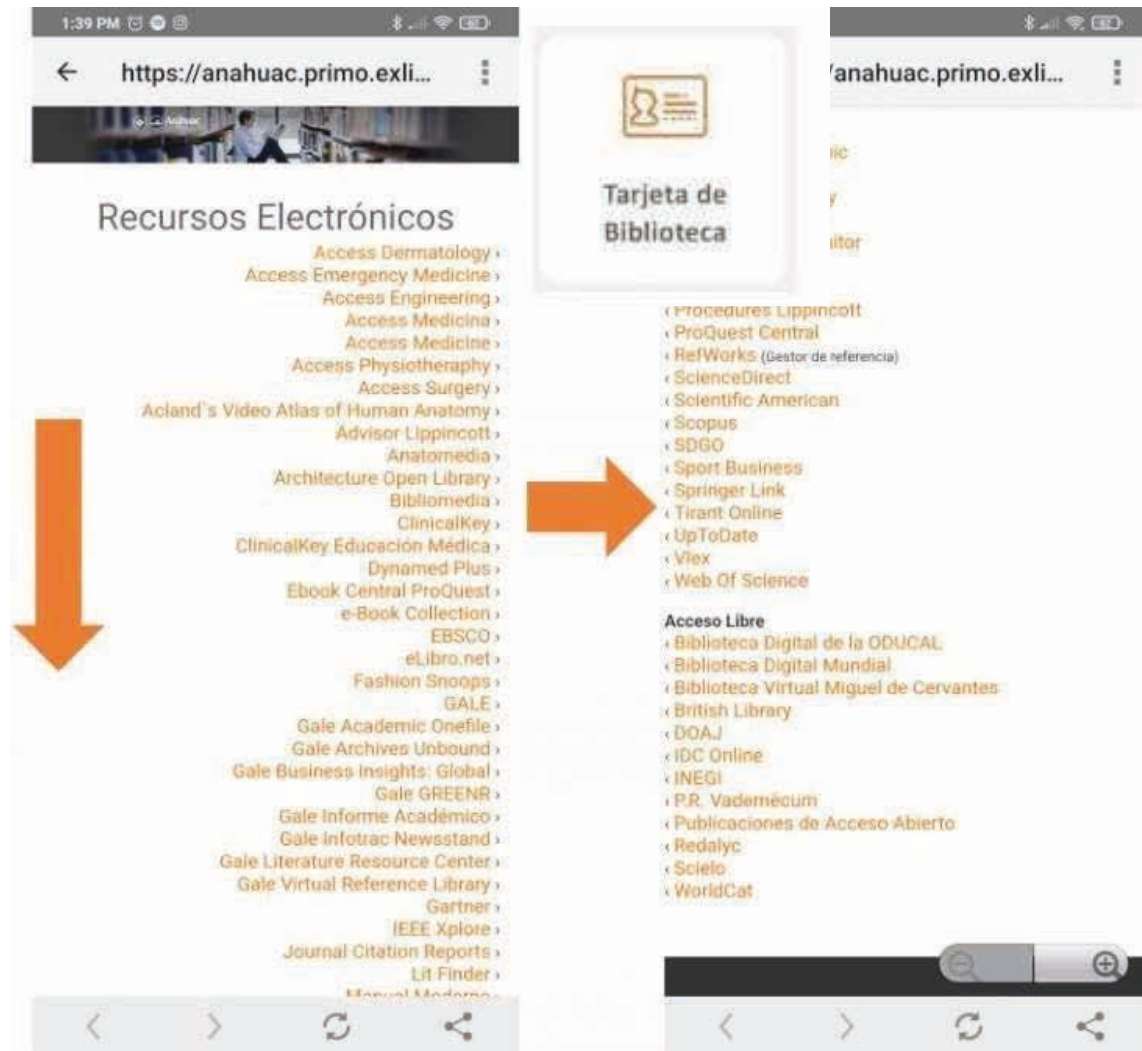 1:39 PM
https://anahuac.primo.exli...
Anáhuac
Recursos Electrónicos
Access Dermatology ›
Access Emergency Medicine ›
Access Engineering ›
Access Medicina ›
Access Medicine ›
Access Physiotheraphy ›
Access Surgery ›
Acland´s Video Atlas of Human Anatomy ›
Advisor Lippincott ›
Anatomedia ›
Architecture Open Library ›
Bibliomedia ›
ClinicalKey ›
ClinicalKey Educación Médica ›
Dynamed Plus ›
Ebook Central ProQuest ›
e-Book Collection ›
EBSCO ›
eLibro.net ›
Fashion Snoops ›
GALE ›
Gale Academic Onefile ›
Gale Archives Unbound ›
Gale Business Insights: Global ›
Gale GREENR ›
Gale Informe Académico ›
Gale Infotrac Newsstand ›
Gale Literature Resource Center ›
Gale Virtual Reference Library ›
Gartner ›
IEEE Xplore ›
Journal Citation Reports ›
Lit Finder ›
Manual Moderno
Tarjeta de
Biblioteca
62
/anahuac.primo.exli...
nic
y
itor
‹ Procedures Lippincott
‹ ProQuest Central
‹ RefWorks (Gestor de referencia)
‹ ScienceDirect
‹ Scientific American
‹ Scopus
‹ SDGO
‹ Sport Business
‹ Springer Link
‹ Tirant Online
‹ UpToDate
‹ Vlex
‹ Web Of Science
Acceso Libre
‹ Biblioteca Digital de la ODUCAL
‹ Biblioteca Digital Mundial
‹ Biblioteca Virtual Miguel de Cervantes
‹ British Library
‹ DOAJ
‹ IDC Online
‹ INEGI
‹ P.R. Vademécum
‹ Publicaciones de Acceso Abierto
‹ Redalyc
‹ Scielo
‹ WorldCat